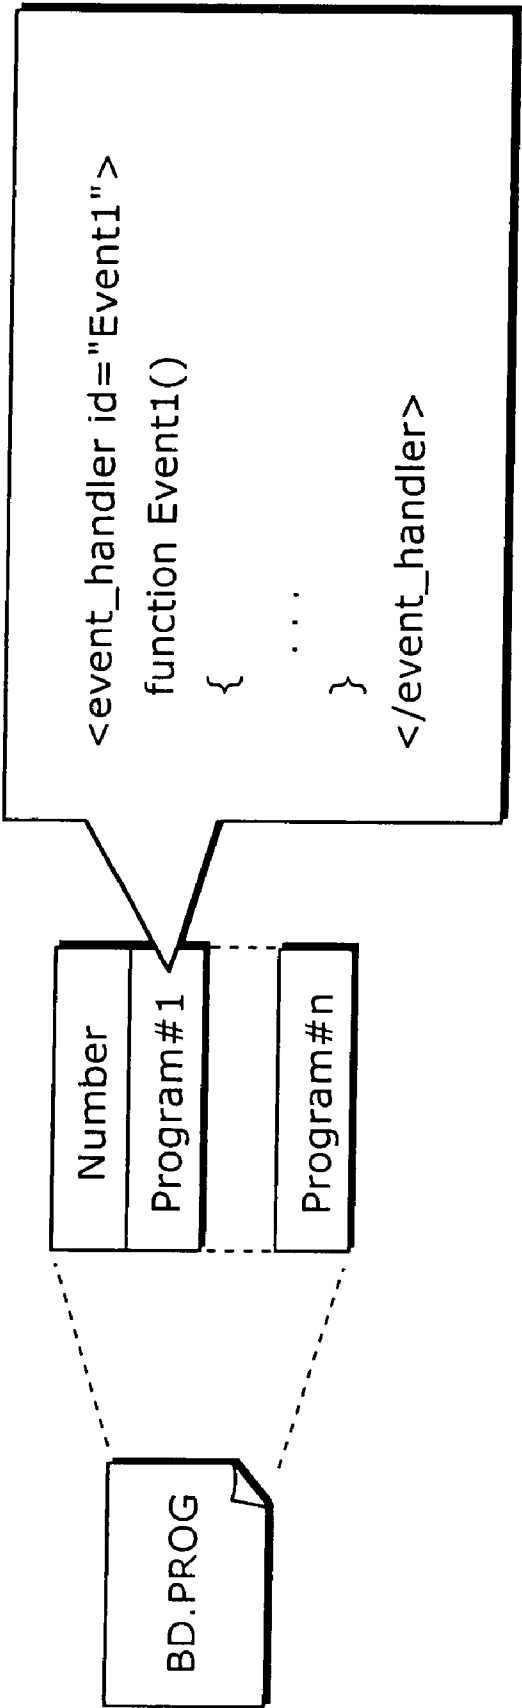 BD.PROG
Number
Program#1
Program#n
<event_handler id="Event1">
function Event1()
{
. . .
}
</event_handler>